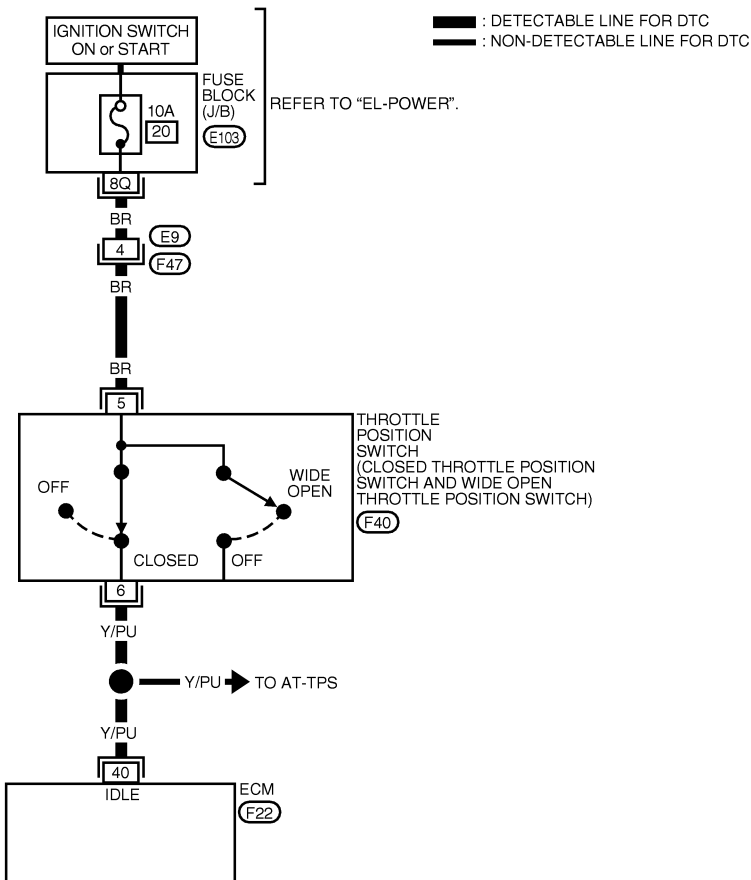 : DETECTABLE LINE FOR DTC
: NON-DETECTABLE LINE FOR DTC
IGNITION SWITCH
ON or START
FUSE
BLOCK
(J/B)
E103
10A
20
REFER TO “EL-POWER”.
8Q
BR
4
E9
F47
BR
BR
5
THROTTLE
POSITION
SWITCH
(CLOSED THROTTLE POSITION
SWITCH AND WIDE OPEN
THROTTLE POSITION SWITCH)
F40
OFF
WIDE
OPEN
CLOSED
OFF
6
Y/PU
Y/PU
TO AT-TPS
Y/PU
40
IDLE
ECM
F22